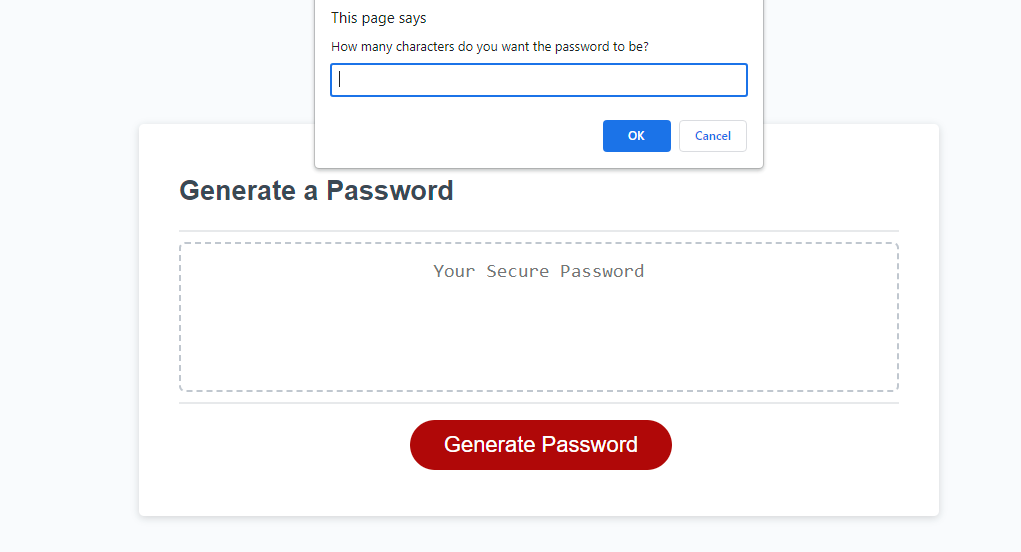 This page says
How many characters do you want the password to be?
OK
Cancel
Generate a Password
Your Secure Password
Generate Password